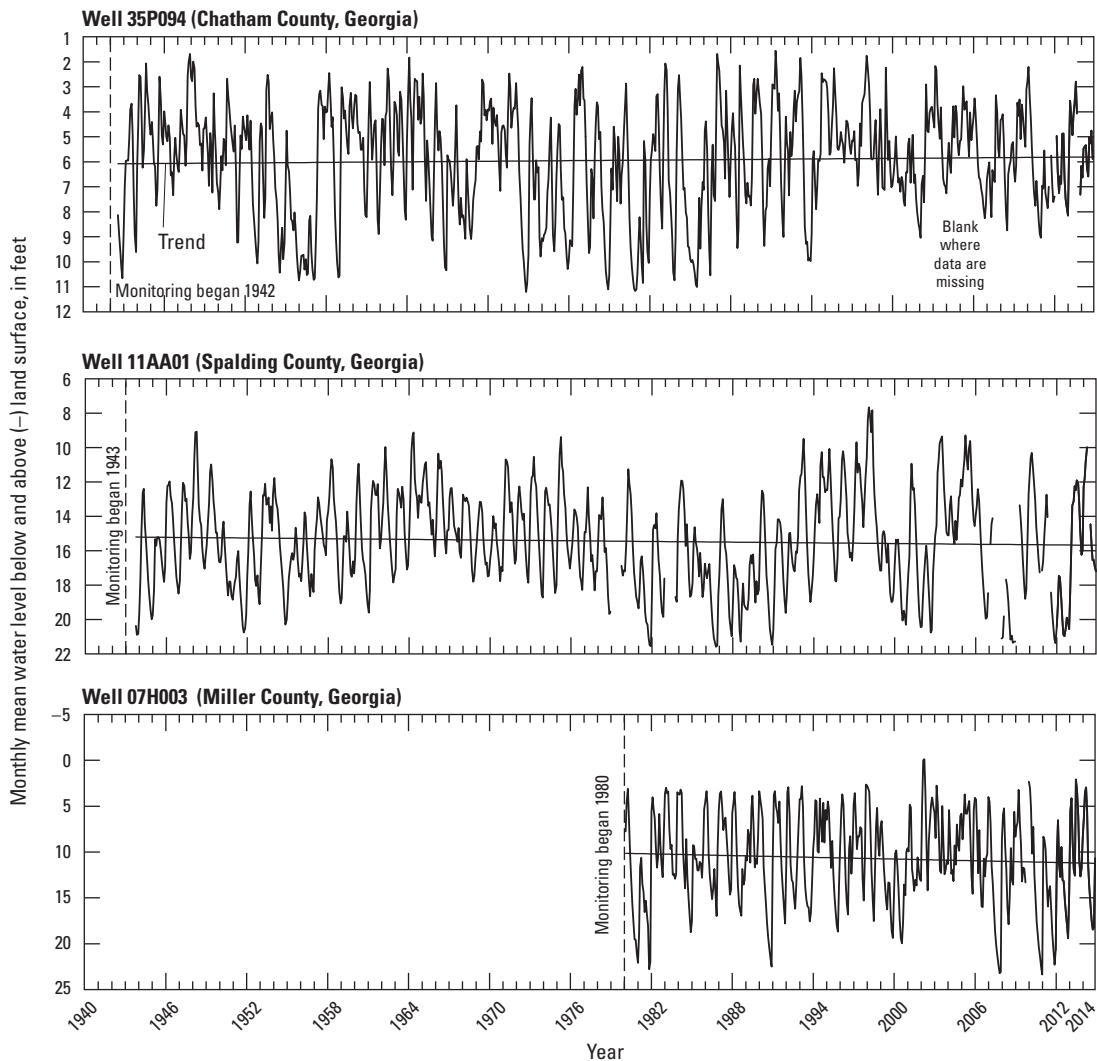 Monthly mean water level below and above (–) land surface, in feet
Well 35P094 (Chatham County, Georgia)
1
2
3
4
5
6
7
8
9
10
11
12
Trend
Monitoring began 1942
Blank
where
data are
missing
Well 11AA01 (Spalding County, Georgia)
6
8
10
12
14
16
18
20
22
Monitoring began 1943
Well 07H003 (Miller County, Georgia)
–5
0
5
10
15
20
25
Monitoring began 1980
1940 1946 1952 1958 1964 1970 1976 1982 1988 1994 2000 2006 2012 2014
Year